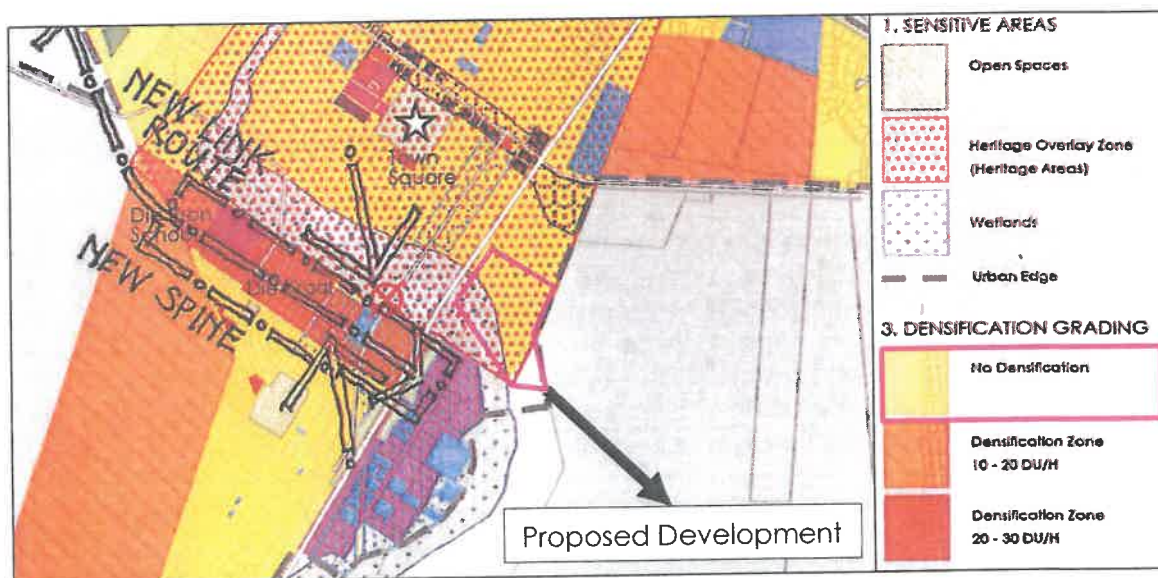 NEW LINK
ROUTE
Town
Square
NEW SPINE
Proposed Development
1. SENSITIVE AREAS
Open Spaces
Heritage Overlay Zone
(Heritage Areas)
Wetlands
Urban Edge
3. DENSIFICATION GRADING
No Densification
Densification Zone
10 - 20 DU/H
Densification Zone
20 - 30 DU/H